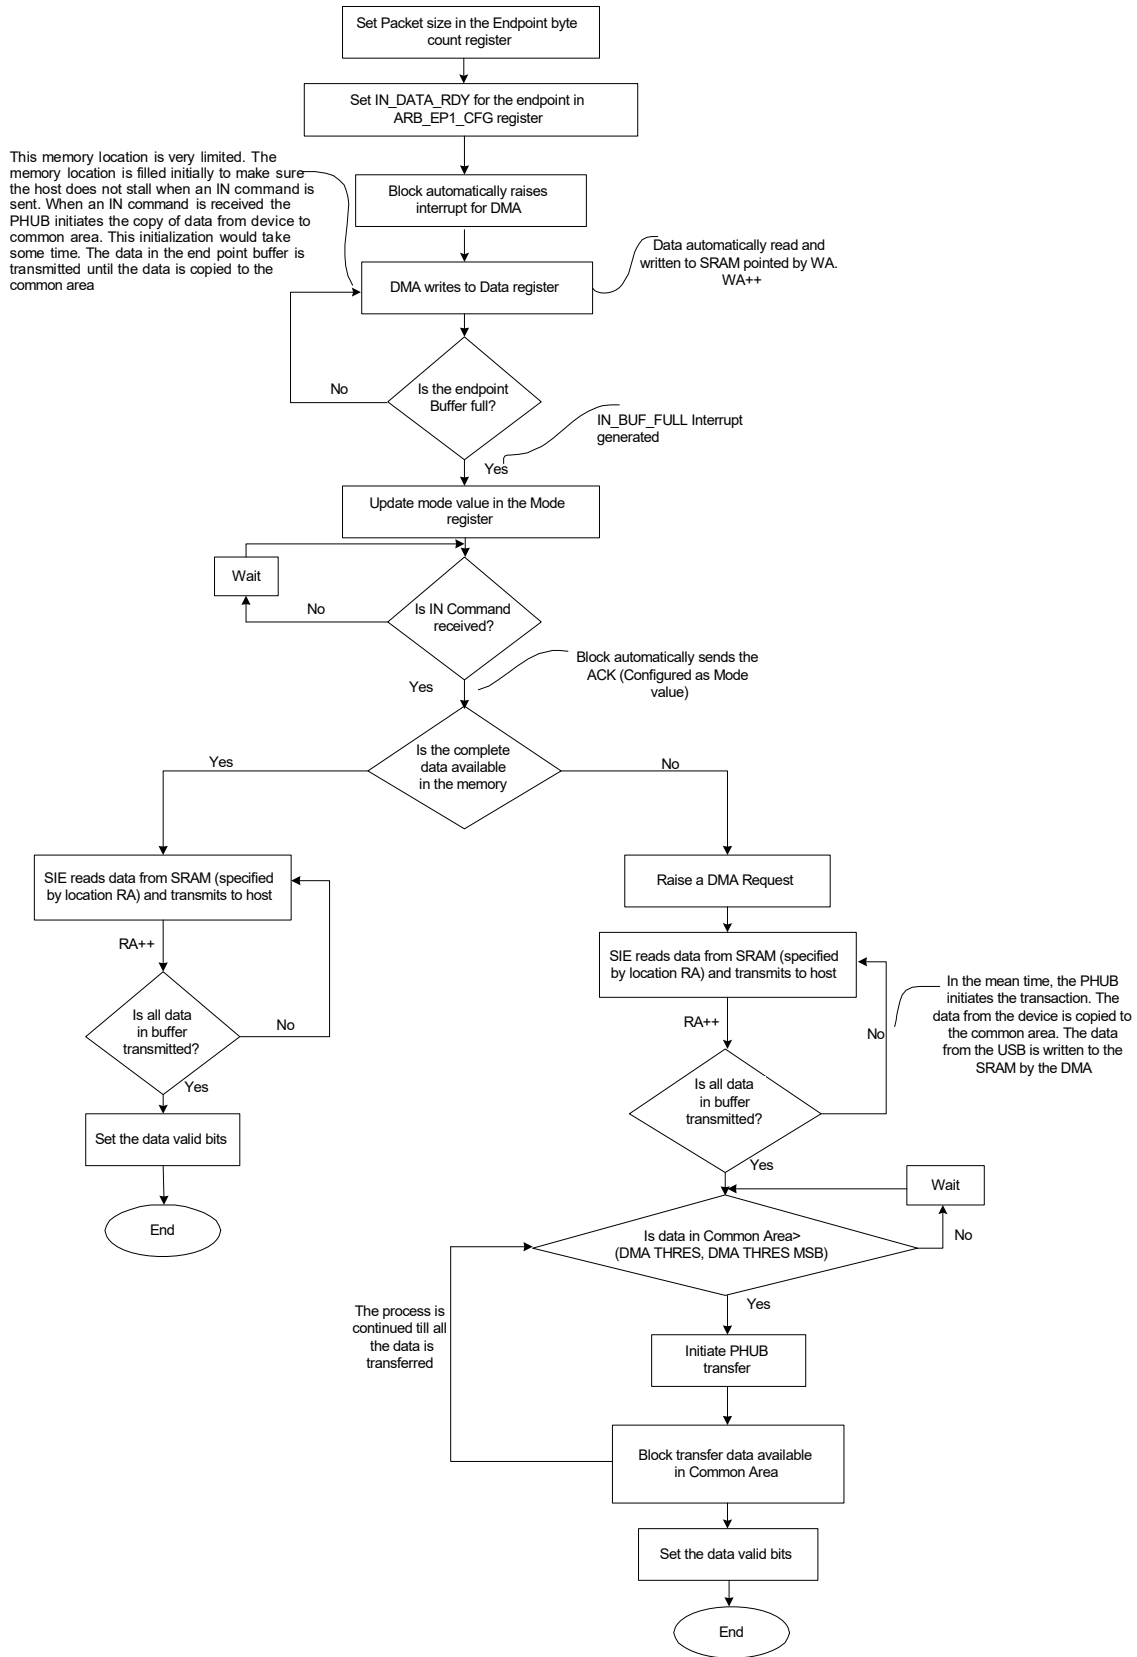 Set Packet size in the Endpoint byte
count register
Set IN_DATA_RDY for the endpoint in
ARB_EP1_CFG register
This memory location is very limited. The
memory location is filled initially to make sure
the host does not stall when an IN command is
sent. When an IN command is received the
PHUB initiates the copy of data from device to
common area. This initialization would take
some time. The data in the end point buffer is
transmitted until the data is copied to the
common area
Block automatically raises
interrupt for DMA
Data automatically read and
written to SRAM pointed by WA.
WA++
DMA writes to Data register
No
Is the endpoint
Buffer full?
IN_BUF_FULL Interrupt
generated
Yes
Update mode value in the Mode
register
Wait
No
Is IN Command
received?
Block automatically sends the
ACK (Configured as Mode
value)
Yes
Is the complete
data available
in the memory
Yes
No
SIE reads data from SRAM (specified
by location RA) and transmits to host
RA++
Is all data
in buffer
transmitted?
No
Yes
Set the data valid bits
End
Raise a DMA Request
SIE reads data from SRAM (specified
by location RA) and transmits to host
RA++
No
In the mean time, the PHUB
initiates the transaction. The
data from the device is copied to
the common area. The data
from the USB is written to the
SRAM by the DMA
Is all data
in buffer
transmitted?
Yes
Wait
No
Is data in Common Area>
(DMA THRES, DMA THRES MSB)
Yes
The process is
continued till all
the data is
transferred
Initiate PHUB
transfer
Block transfer data available
in Common Area
Set the data valid bits
End